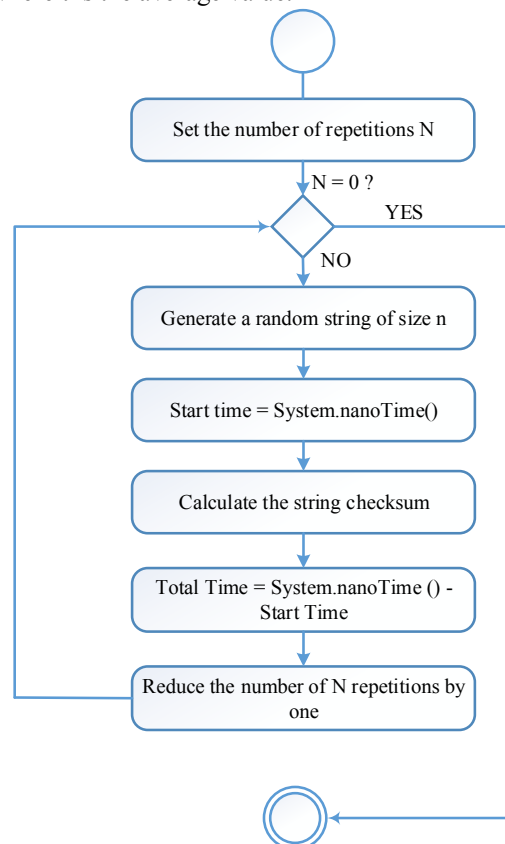 Set the number of repetitions N
N = 0 ?
YES
NO
Generate a random string of size n
Start time = System.nanoTime()
Calculate the string checksum
Total Time = System.nanoTime () -
Start Time
Reduce the number of N repetitions by
one